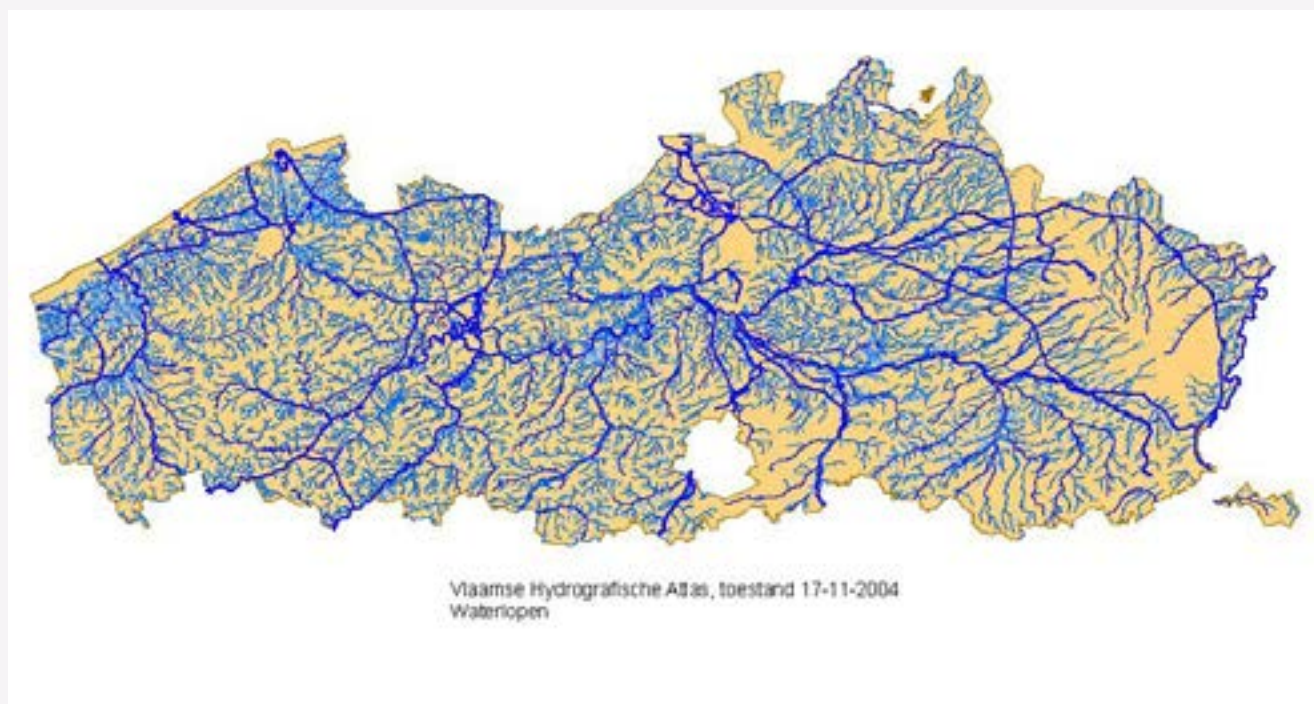 Vlaamse Hydrografische Atlas, toestand 17-11-2004
Waterlopen